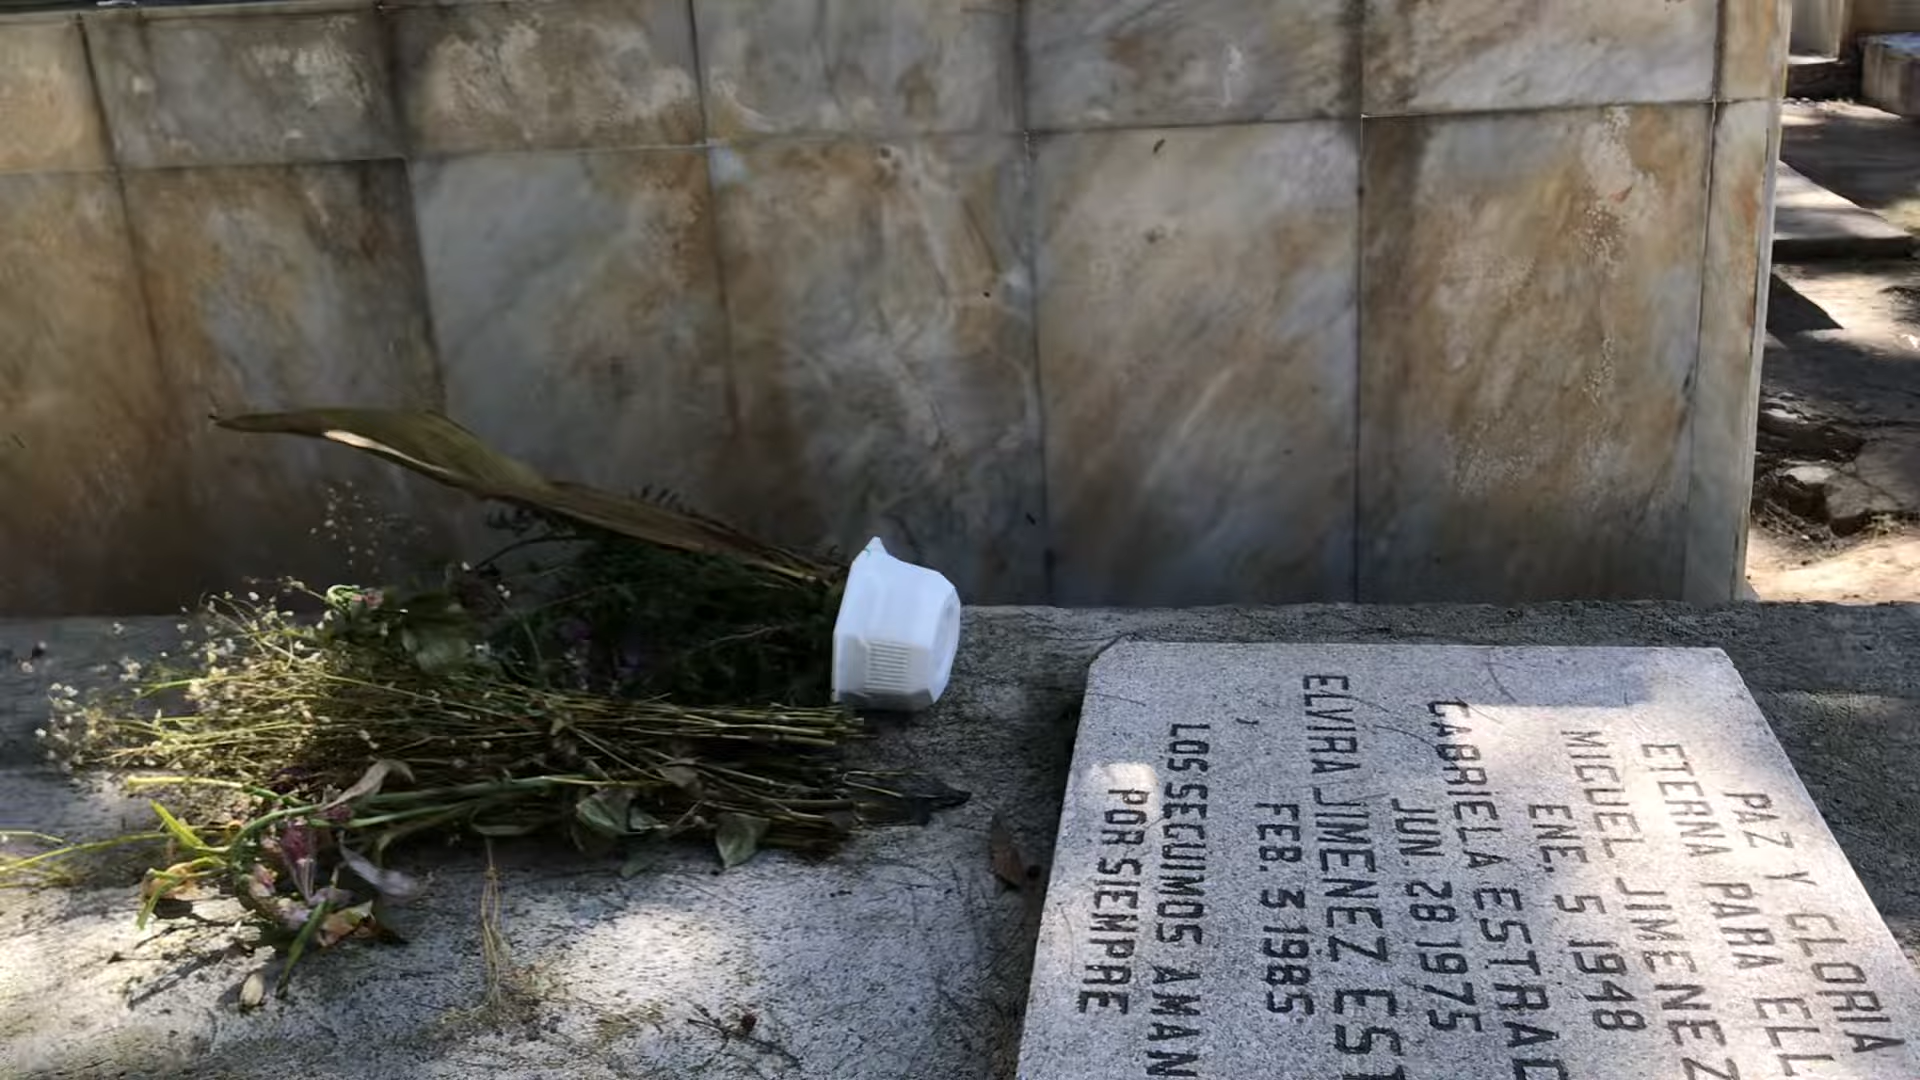 PAZ Y GLORIA
ETERNA PARA ELL
MIGUEL JIMENEZ
ENE. 5 1948
GABRIELA ESTRAD
JUN. 28 1975
ELVIRA JIMENEZ EST
FEB. 3 1985
LOS SEGUIMOS AMAN
POR SIEMPRE